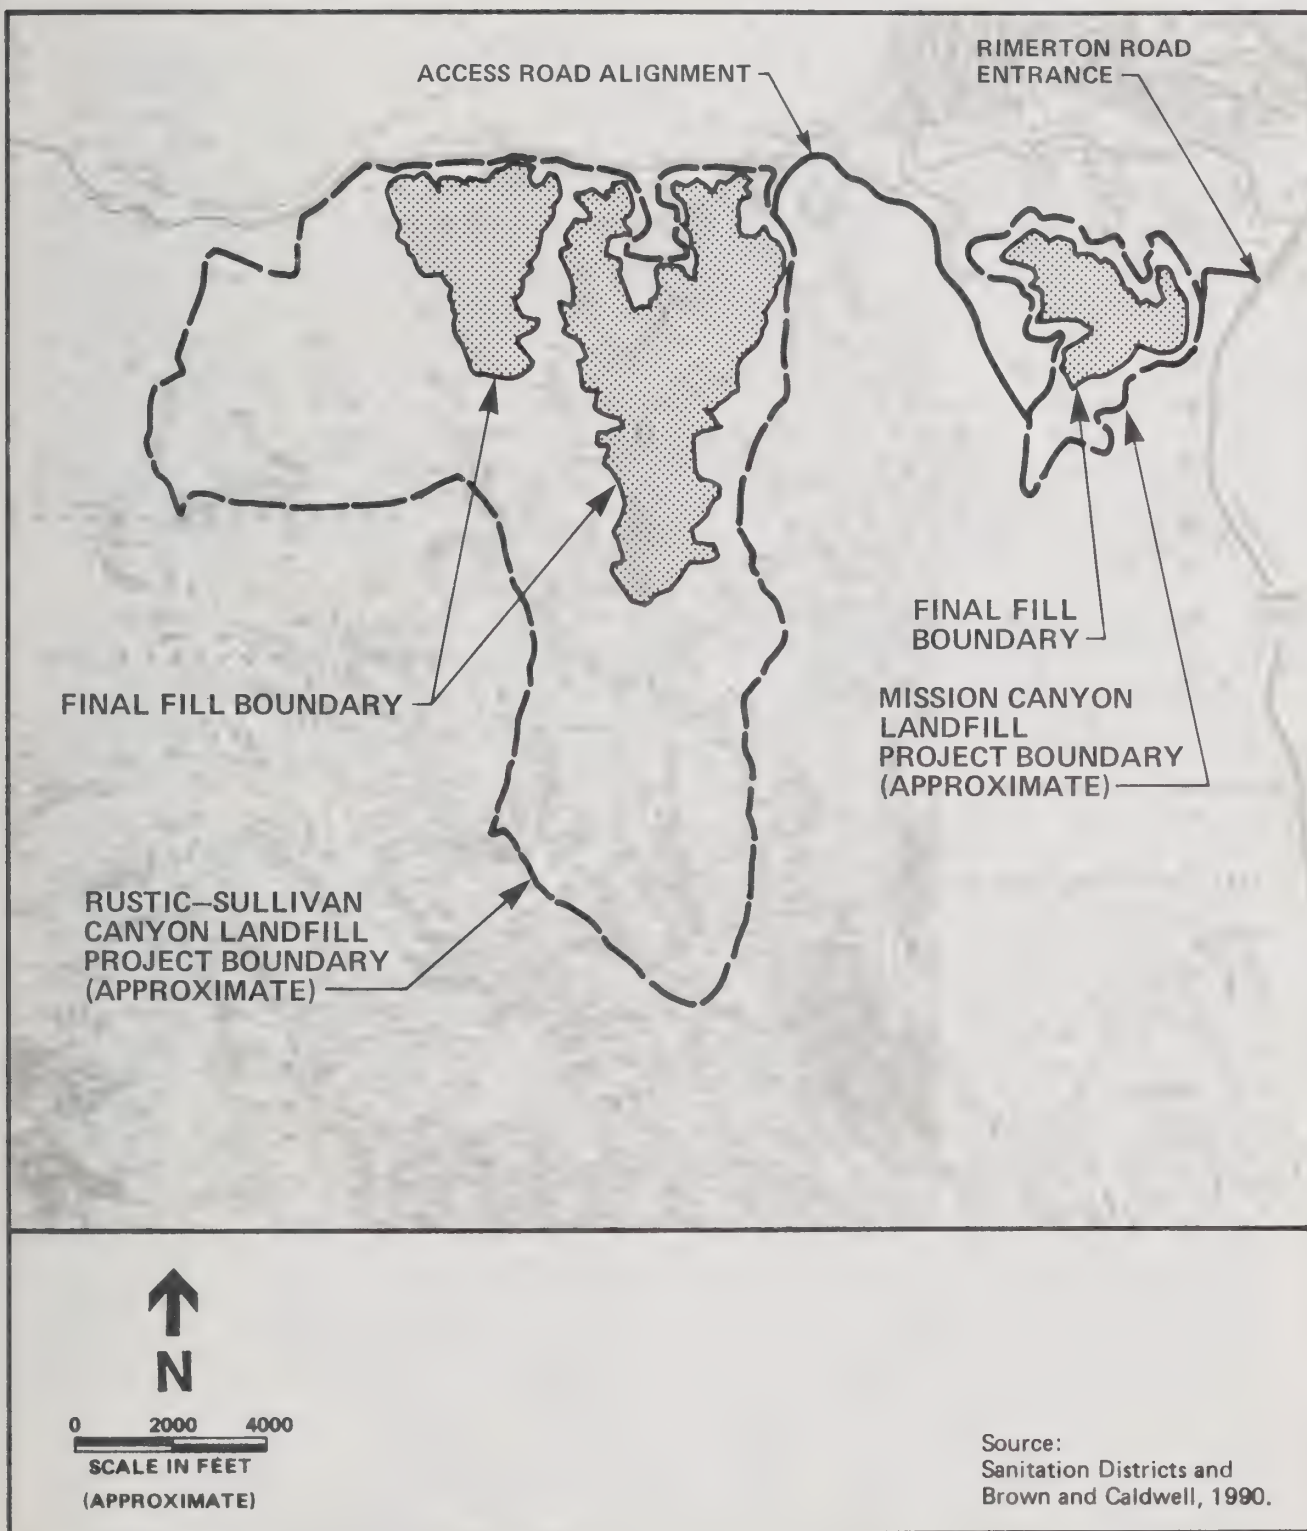 RIMERTON ROAD
ENTRANCE
ACCESS ROAD ALIGNMENT
FINAL FILL
BOUNDARY
FINAL FILL BOUNDARY
MISSION CANYON
LANDFILL
PROJECT BOUNDARY
(APPROXIMATE)
RUSTIC–SULLIVAN
CANYON LANDFILL
PROJECT BOUNDARY
(APPROXIMATE)
N
0 2000 4000
SCALE IN FEET
(APPROXIMATE)
Source:
Sanitation Districts and
Brown and Caldwell, 1990.